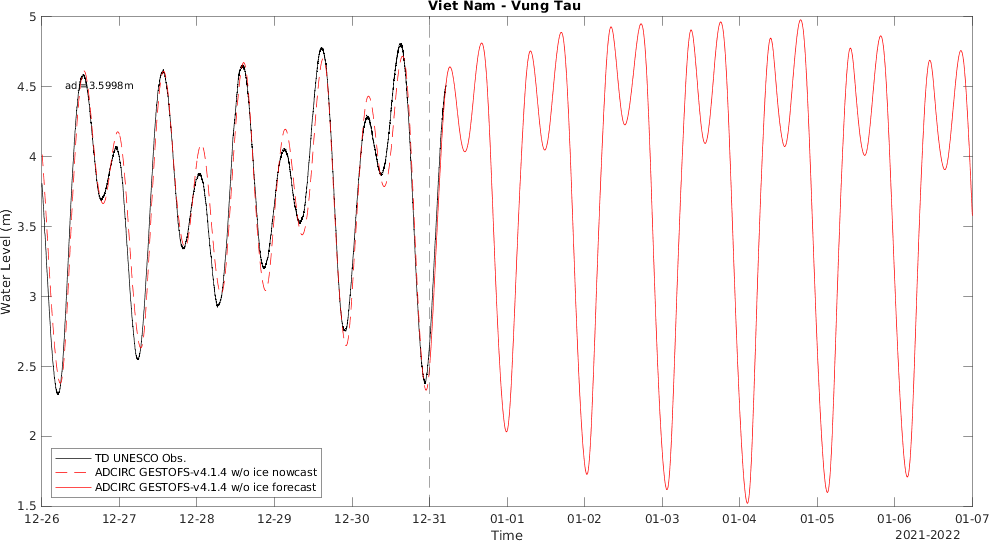 Viet Nam - Vung Tau
5
4.5
4
3.5
3
2.5
2
1.5
Water Level (m)
ad =3.5998m
TD UNESCO Obs.
ADCIRC GESTOFS-v4.1.4 w/o ice nowcast
ADCIRC GESTOFS-v4.1.4 w/o ice forecast
12-26 12-27 12-28 12-29 12-30 12-31 01-01 01-02 01-03 01-04 01-05 01-06 01-07
Time
2021-2022